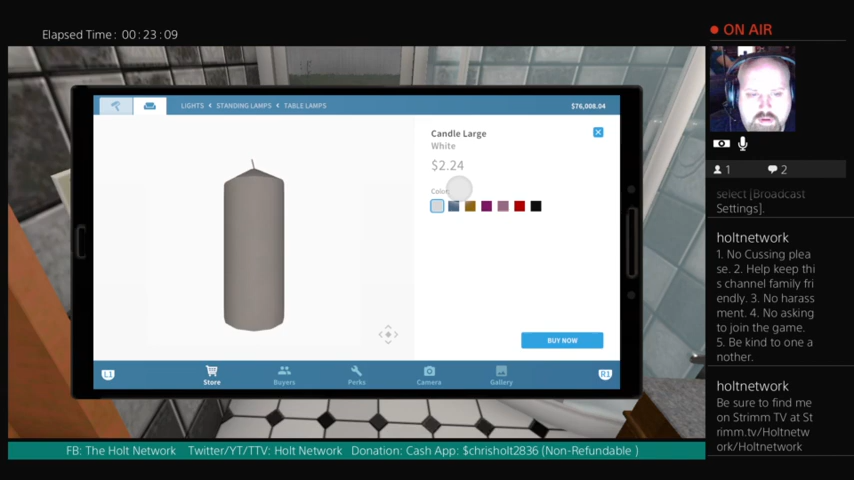 Elapsed Time : 00 : 23 : 09
ON AIR
LIGHTS < STANDING LAMPS < TABLE LAMPS
$76,008.04
Candle Large
White
$2.24
Color
BUY NOW
L1
Store
Buyers
Perks
Camera
Gallery
R1
1
2
select [Broadcast
Settings].
holtnetwork
1. No Cussing plea
se. 2. Help keep thi
s channel family fri
endly. 3. No harass
ment. 4. No asking
to join the game.
5. Be kind to one a
nother.
holtnetwork
Be sure to find me
on Strimm TV at St
rimm.tv/Holtnetw
ork/Holtnetwork
FB: The Holt Network Twitter/YT/TTV: Holt Network Donation: Cash App: $chrisholt2836 (Non-Refundable )